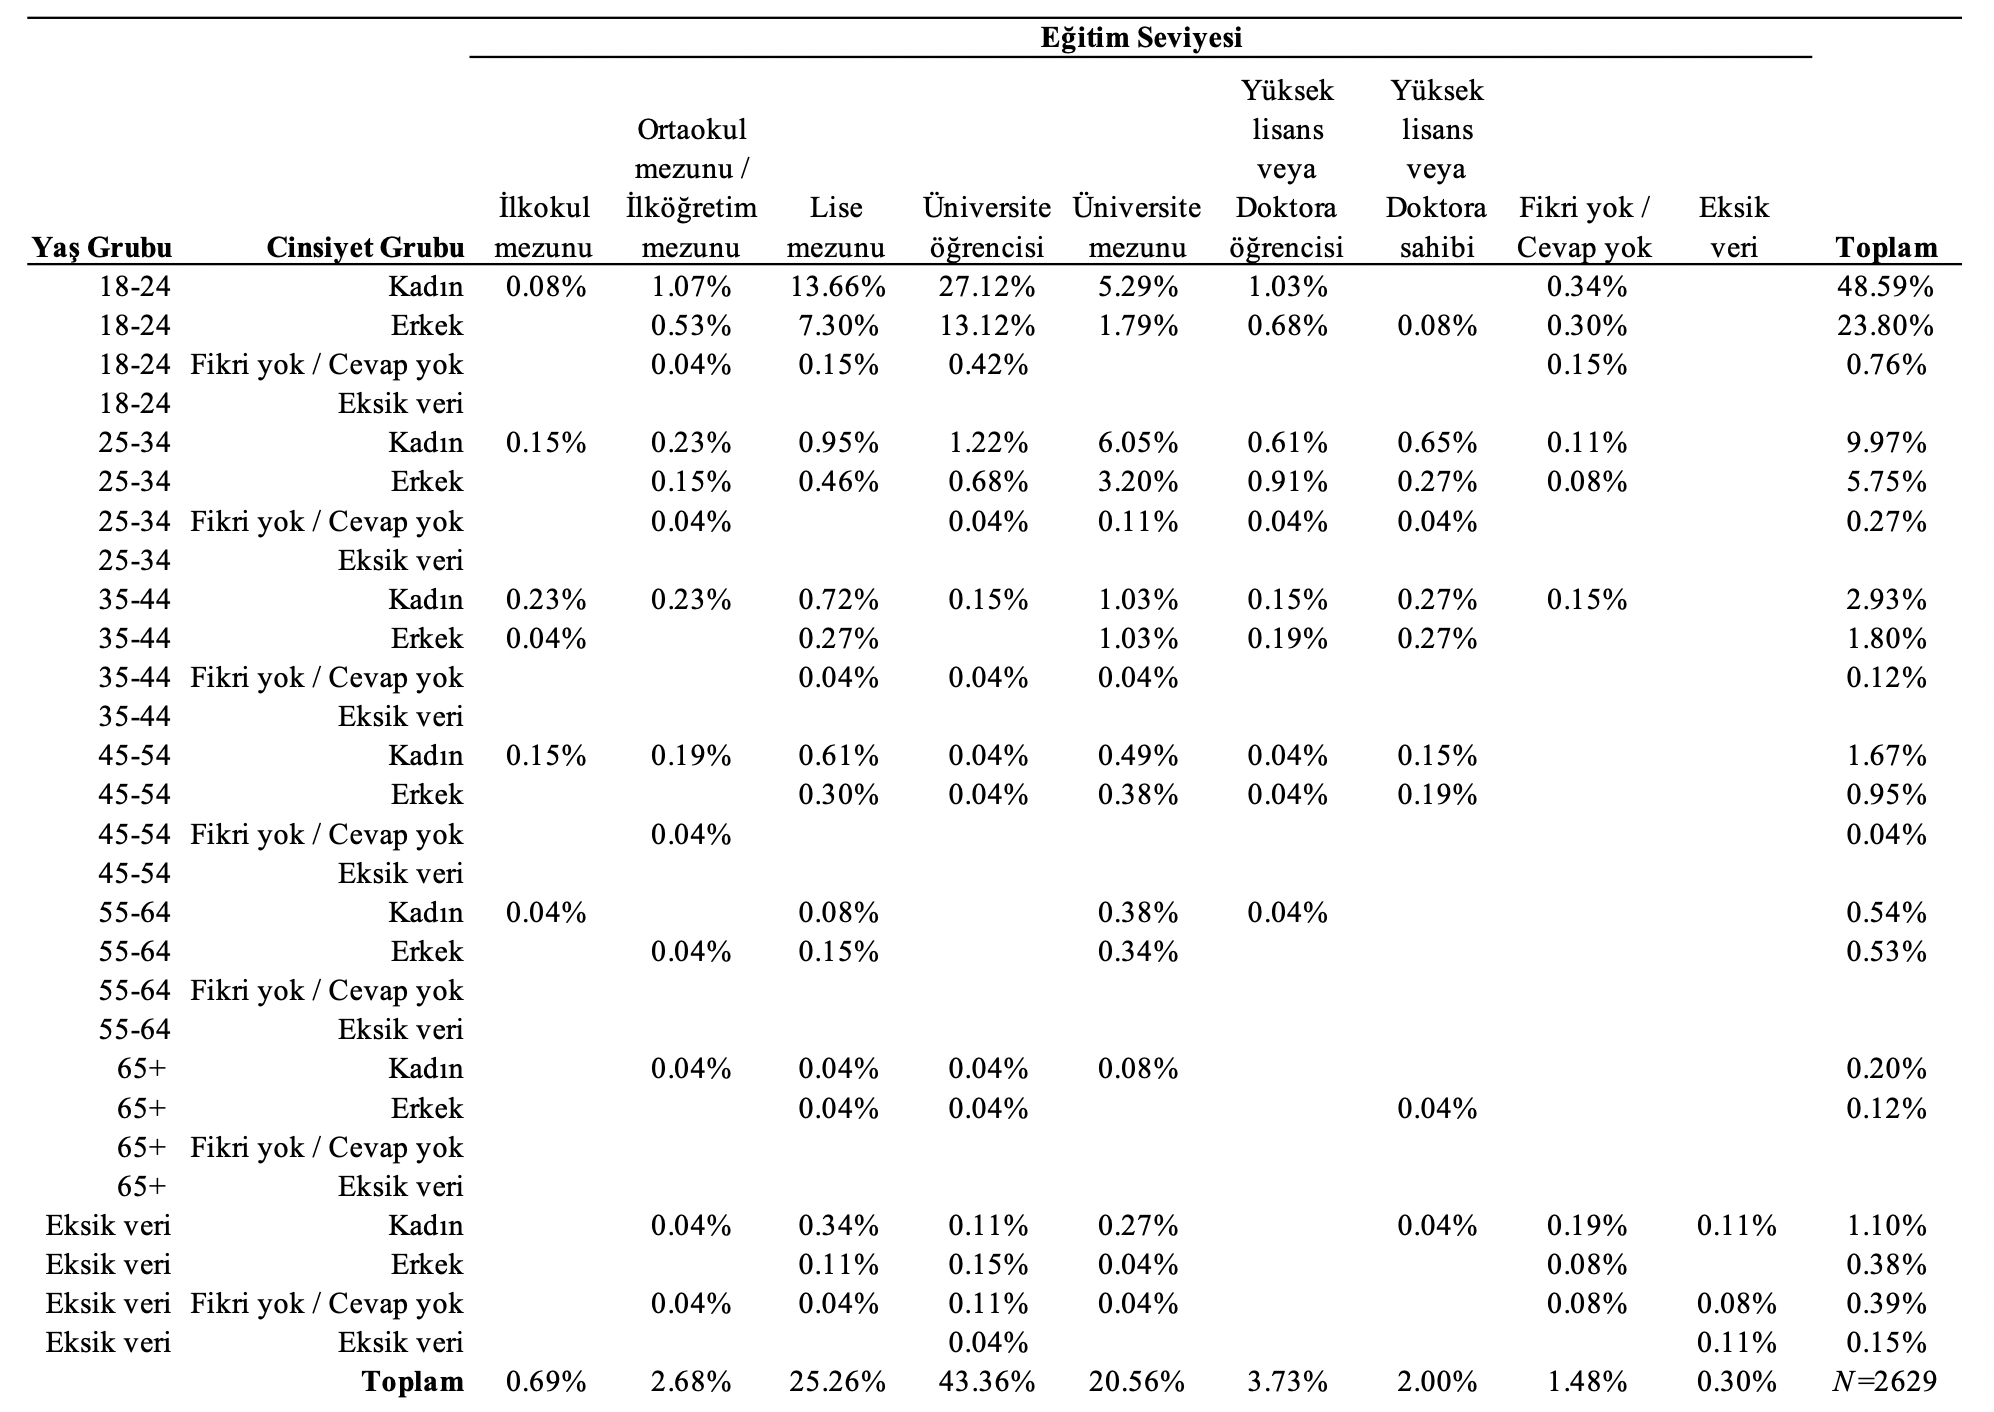 Eğitim Seviyesi
Yaş Grubu Cinsiyet Grubu İlkokul mezunu Ortaokul mezunu / İlköğretim mezunu Lise mezunu Üniversite öğrencisi Üniversite mezunu Yüksek lisans veya Doktora öğrencisi Yüksek lisans veya Doktora sahibi Fikri yok / Cevap yok Eksik veri Toplam
18-24 Kadın 0.08% 1.07% 13.66% 27.12% 5.29% 1.03% 0.34% 48.59%
18-24 Erkek 0.53% 7.30% 13.12% 1.79% 0.68% 0.08% 0.30% 23.80%
18-24 Fikri yok / Cevap yok 0.04% 0.15% 0.42% 0.15% 0.76%
18-24 Eksik veri
25-34 Kadın 0.15% 0.23% 0.95% 1.22% 6.05% 0.61% 0.65% 0.11% 9.97%
25-34 Erkek 0.15% 0.46% 0.68% 3.20% 0.91% 0.27% 0.08% 5.75%
25-34 Fikri yok / Cevap yok 0.04% 0.04% 0.11% 0.04% 0.04% 0.27%
25-34 Eksik veri
35-44 Kadın 0.23% 0.23% 0.72% 0.15% 1.03% 0.15% 0.27% 0.15% 2.93%
35-44 Erkek 0.04% 0.27% 1.03% 0.19% 0.27% 1.80%
35-44 Fikri yok / Cevap yok 0.04% 0.04% 0.04% 0.12%
35-44 Eksik veri
45-54 Kadın 0.15% 0.19% 0.61% 0.04% 0.49% 0.04% 0.15% 1.67%
45-54 Erkek 0.30% 0.04% 0.38% 0.04% 0.19% 0.95%
45-54 Fikri yok / Cevap yok 0.04% 0.04%
45-54 Eksik veri
55-64 Kadın 0.04% 0.08% 0.38% 0.04% 0.54%
55-64 Erkek 0.04% 0.15% 0.34% 0.53%
55-64 Fikri yok / Cevap yok
55-64 Eksik veri
65+ Kadın 0.04% 0.04% 0.04% 0.08% 0.20%
65+ Erkek 0.04% 0.04% 0.04% 0.12%
65+ Fikri yok / Cevap yok
65+ Eksik veri
Eksik veri Kadın 0.04% 0.34% 0.11% 0.27% 0.04% 0.19% 0.11% 1.10%
Eksik veri Erkek 0.11% 0.15% 0.04% 0.08% 0.38%
Eksik veri Fikri yok / Cevap yok 0.04% 0.04% 0.11% 0.04% 0.08% 0.08% 0.39%
Eksik veri Eksik veri 0.04% 0.11% 0.15%
Toplam 0.69% 2.68% 25.26% 43.36% 20.56% 3.73% 2.00% 1.48% 0.30% N=2629